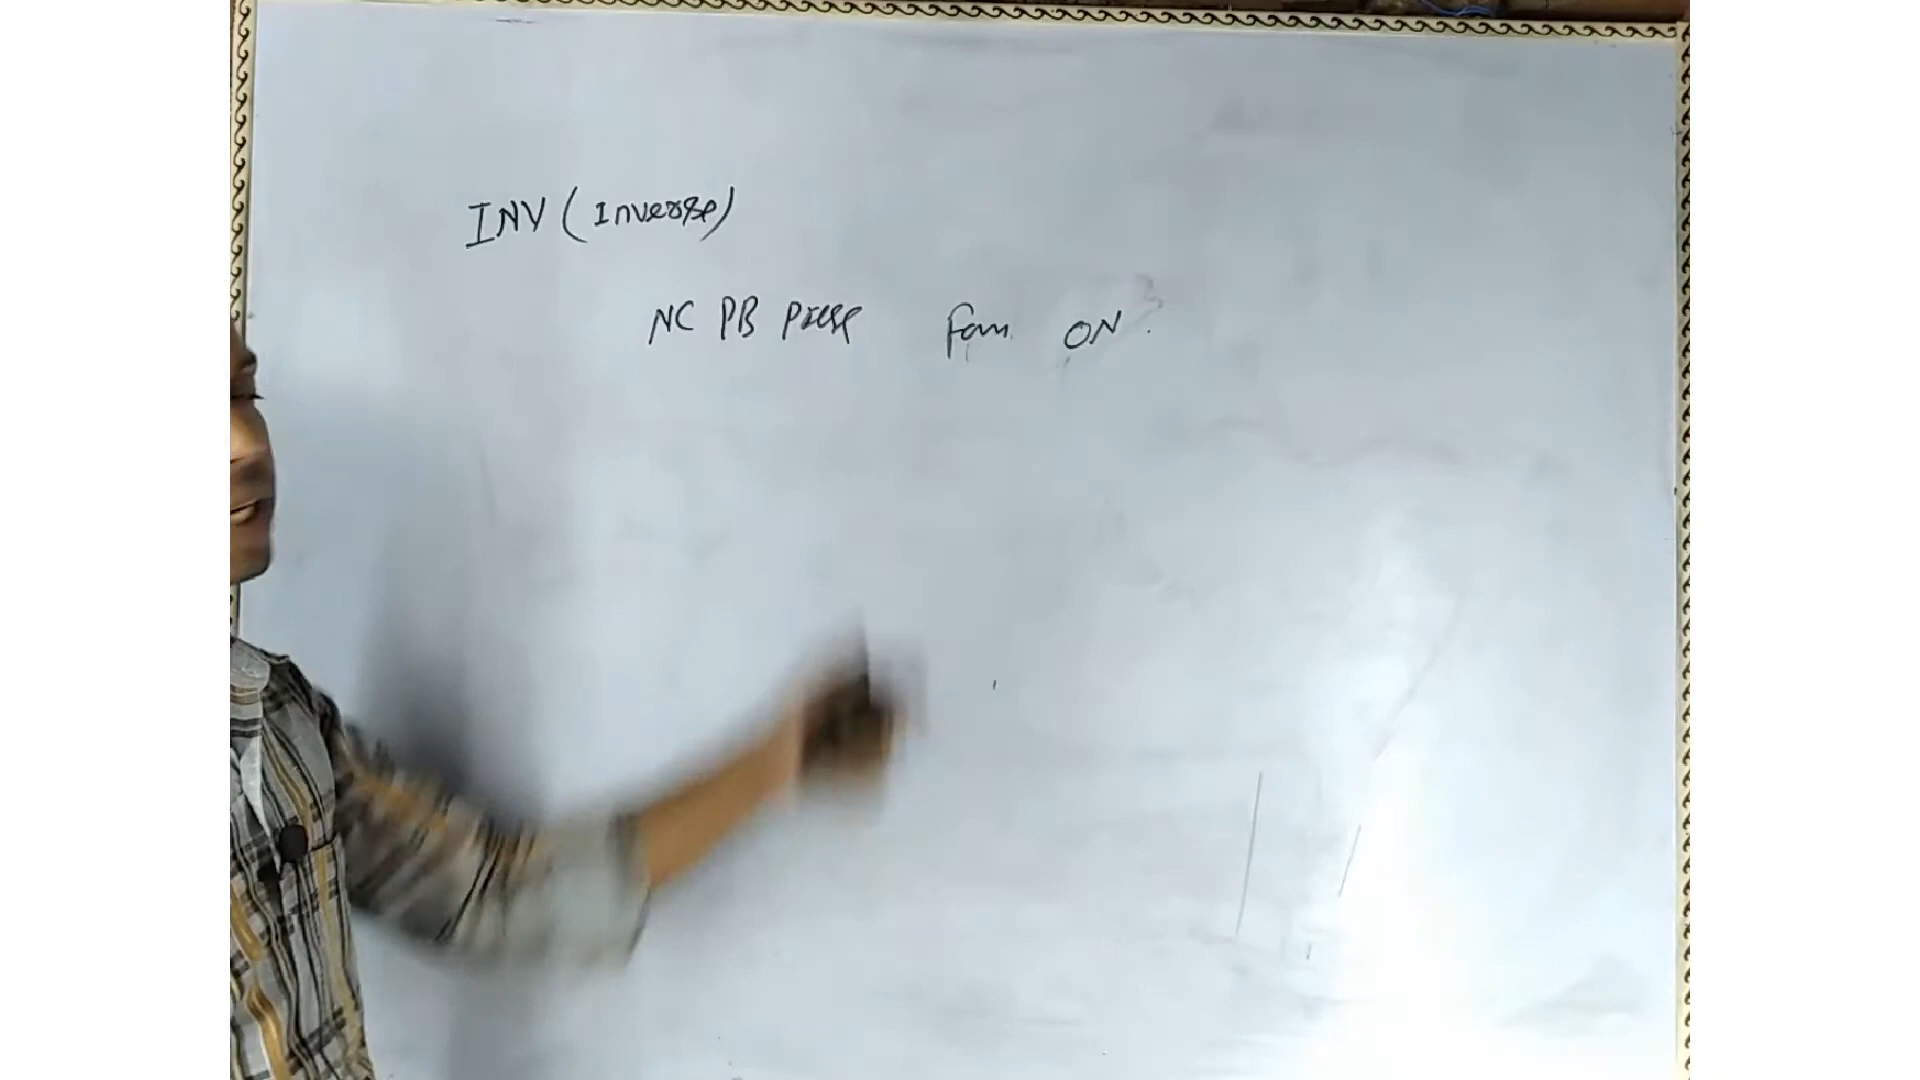 INV (Inverse)
NC PB Press Fan ON.